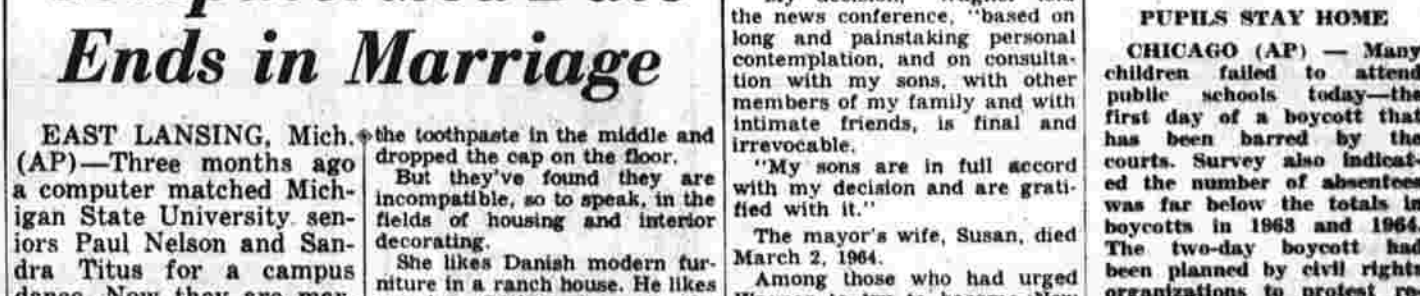 Ends in Marriage
EAST LANSING, Mich.
(AP)—Three months ago
a computer matched Mich-
igan State University sen-
iors Paul Nelson and San-
dra Titus for a campus
the toothpaste in the middle and
dropped the cap on the floor.
But they've found they are
incompatible, so to speak, in the
fields of housing and interior
decorating.
She likes Danish modern fur-
niture in a ranch house. He likes
the news conference, "based on
long and painstaking personal
contemplation, and on consulta-
tion with my sons, with other
members of my family and with
intimate friends, is final and
irrevocable.
"My sons are in full accord
with my decision and are grati-
fied with it."
The mayor's wife, Susan, died
March 2, 1964.
Among those who had urged
PUPILS STAY HOME
CHICAGO (AP) — Many
children failed to attend
public schools today—the
first day of a boycott that
has been barred by the
courts. Survey also indicat-
ed the number of absentees
was far below the totals in
boycotts in 1963 and 1964.
The two-day boycott had
been planned by civil rights
organizations to protest re-